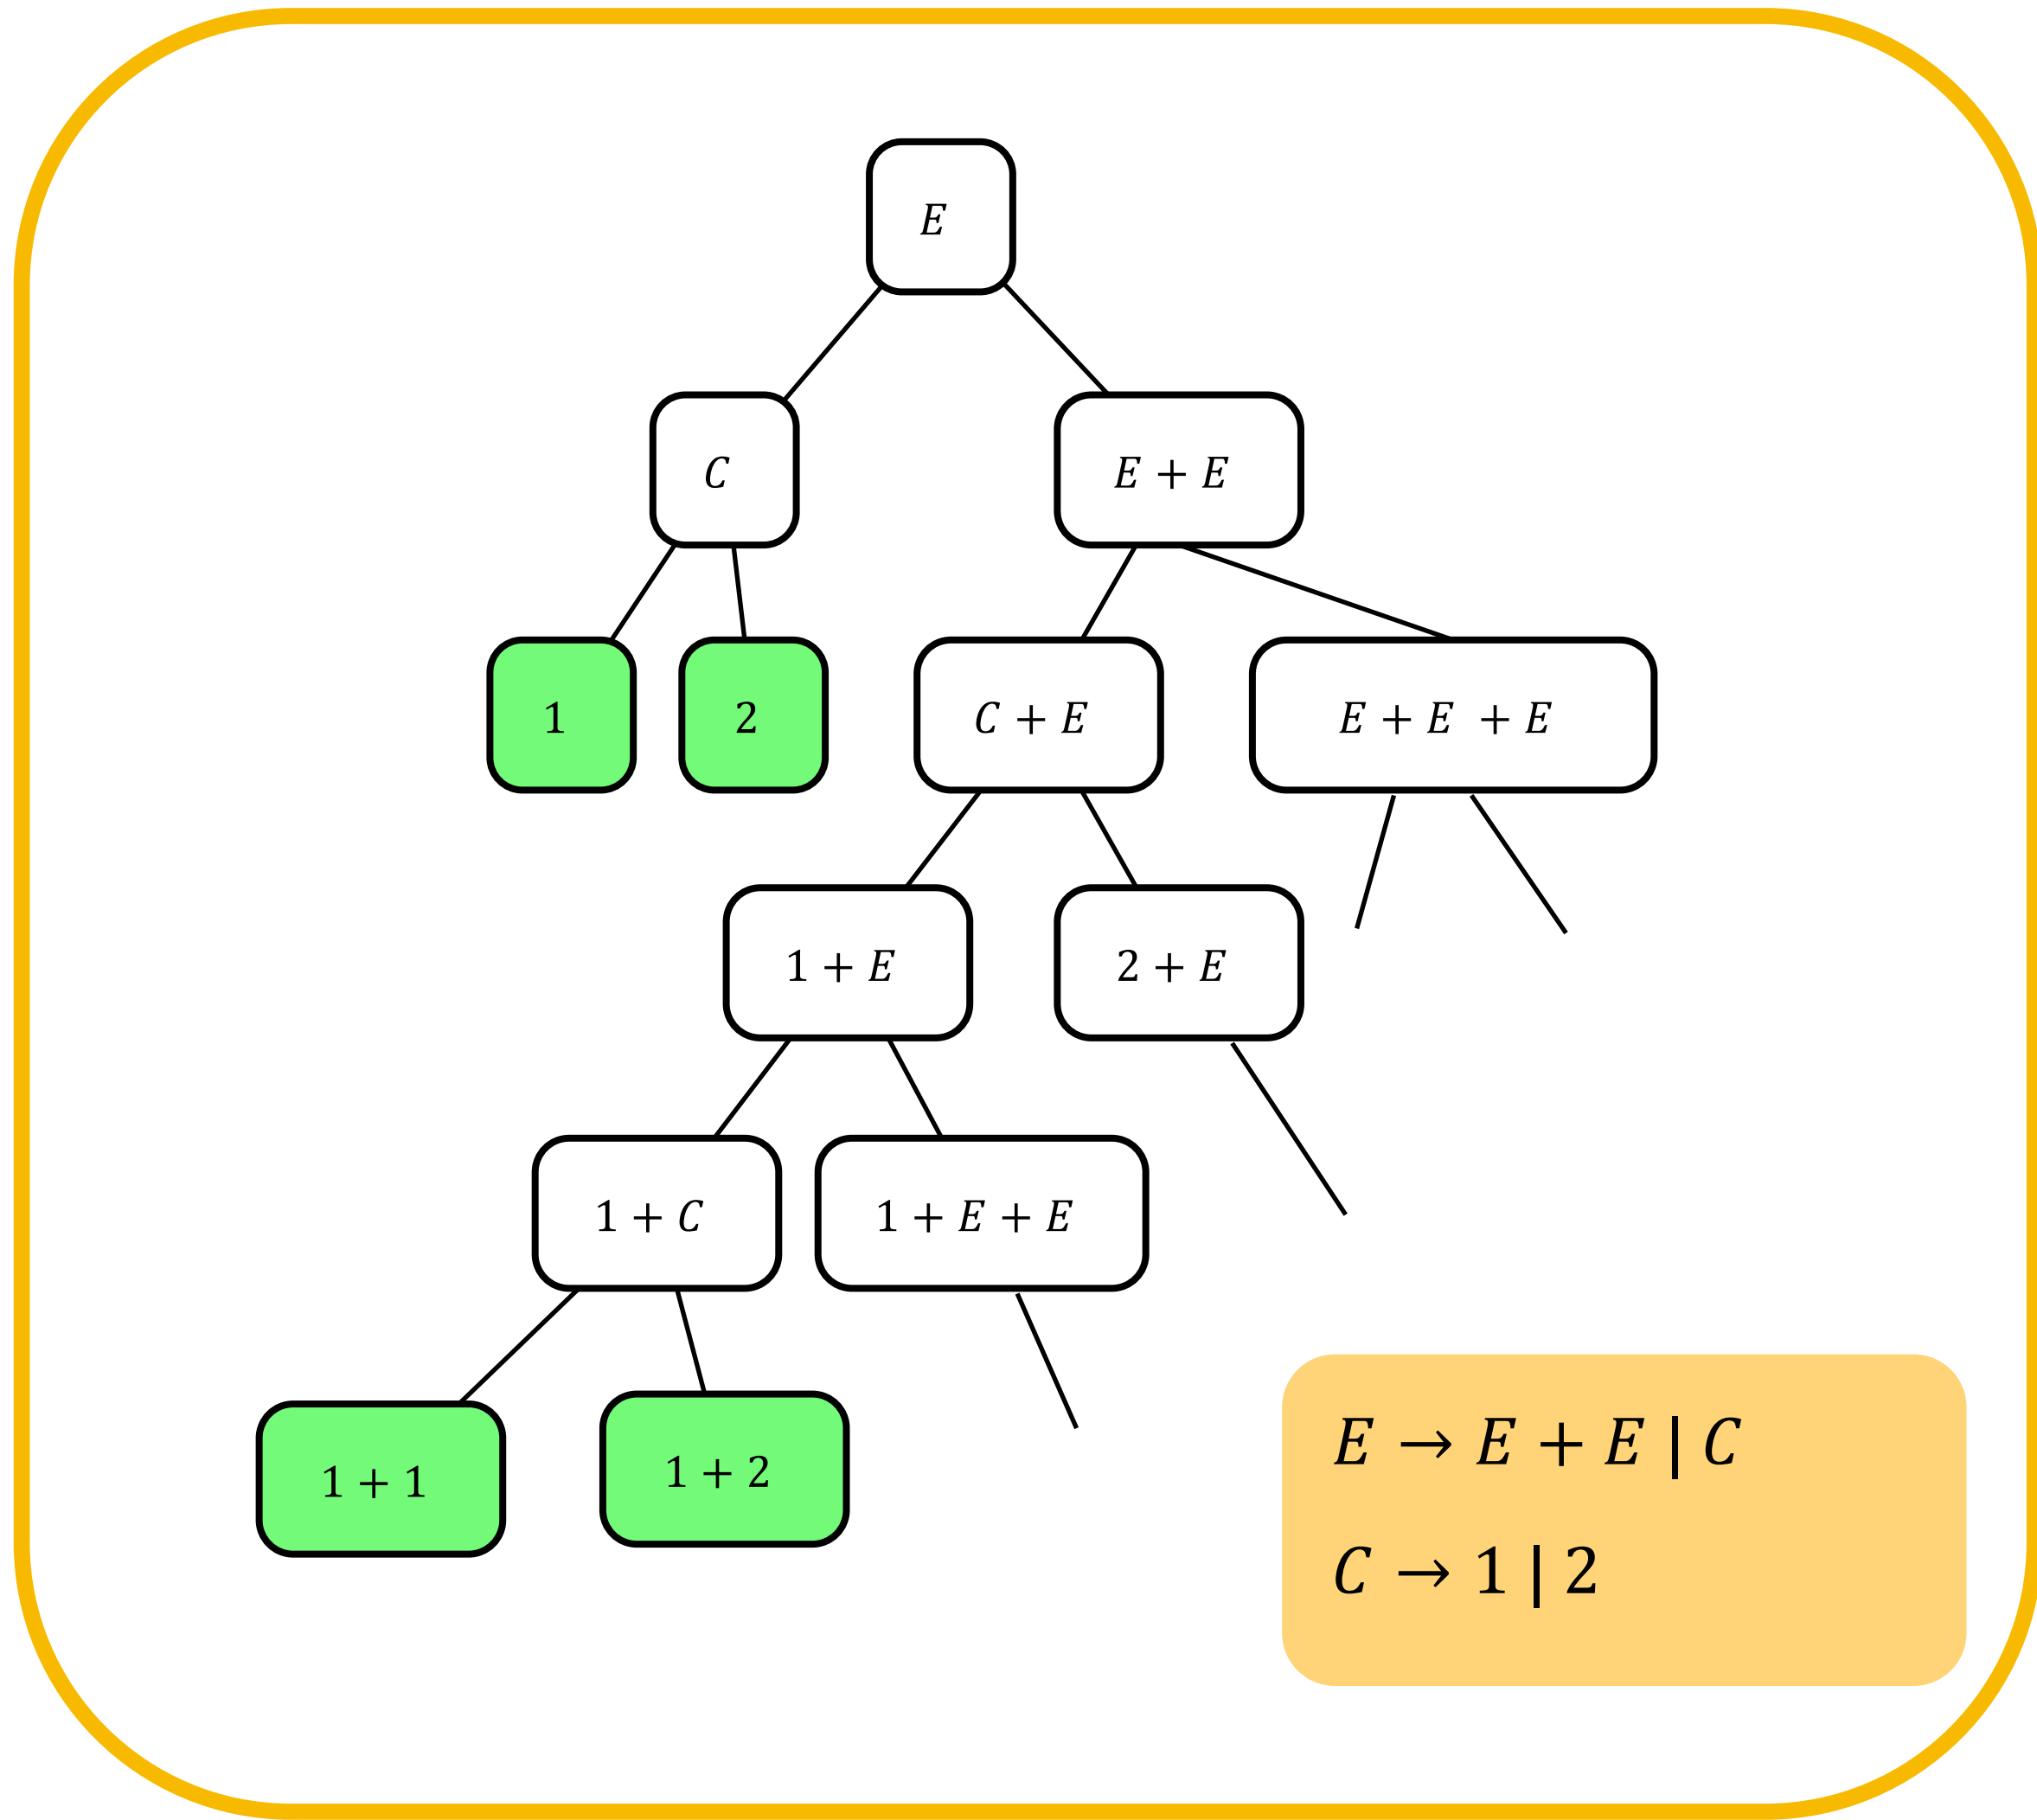 E
C
E + E
1
2
C + E
E + E + E
1 + E
2 + E
1 + C
1 + E + E
1 + 1
1 + 2
E → E + E | C
C → 1 | 2